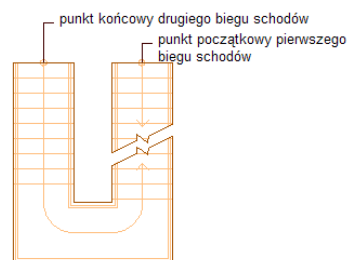 punkt końcowy drugiego biegu schodów
punkt początkowy pierwszego
biegu schodów